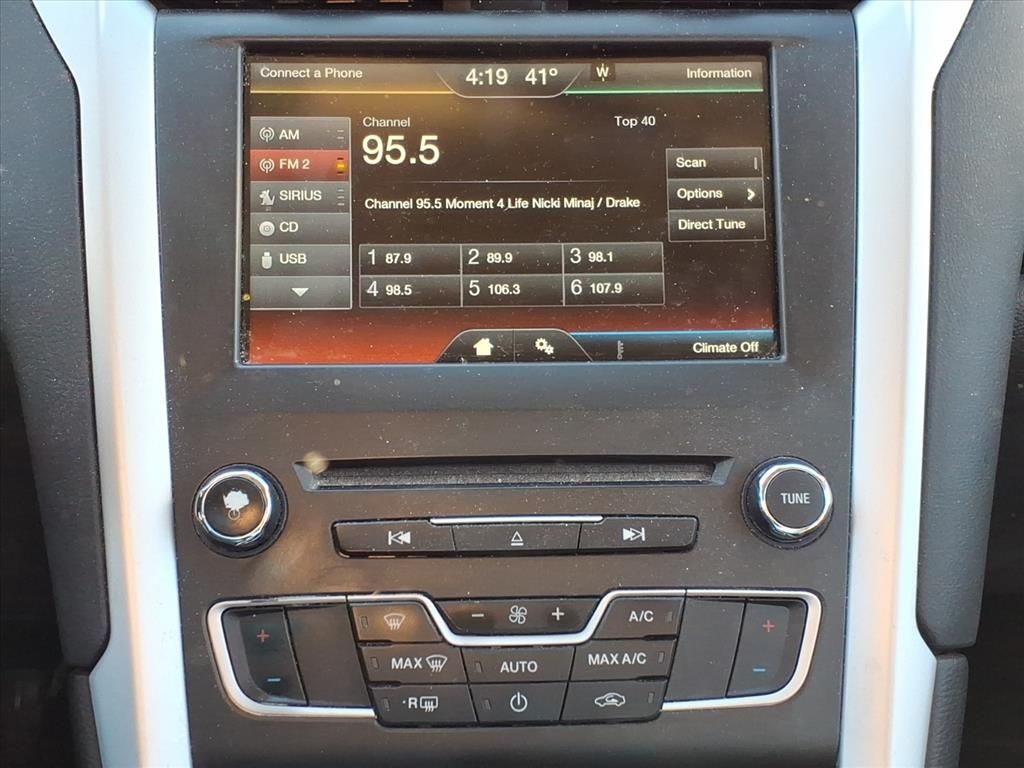 Connect a Phone
4:19 41°
W
Information
AM
FM 2
SIRIUS
CD
USB
Channel
95.5
Top 40
Channel 95.5 Moment 4 Life Nicki Minaj / Drake
Scan
Options
Direct Tune
1 87.9
2 89.9
3 98.1
4 98.5
5 106.3
6 107.9
Climate Off
TUNE
A/C
MAX
AUTO
MAX A/C
R